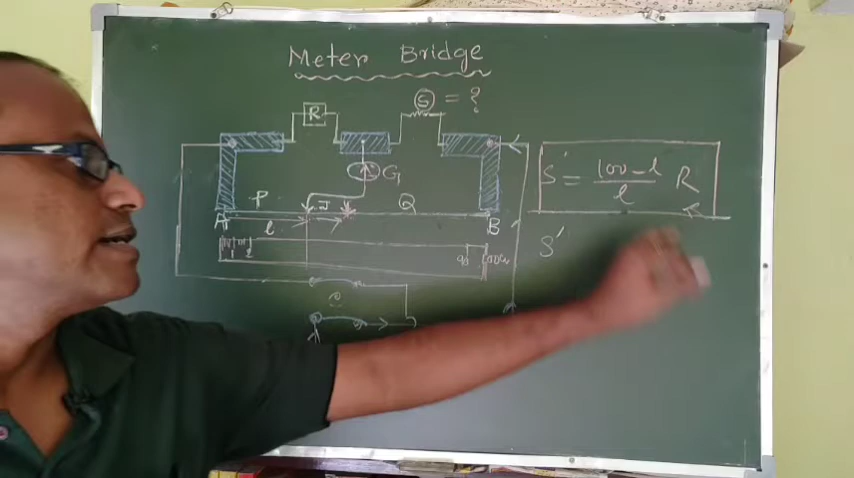 Meter Bridge
S = ?
R
G
P
J
Q
A
l
B
S' = 100 - l / l R
S'